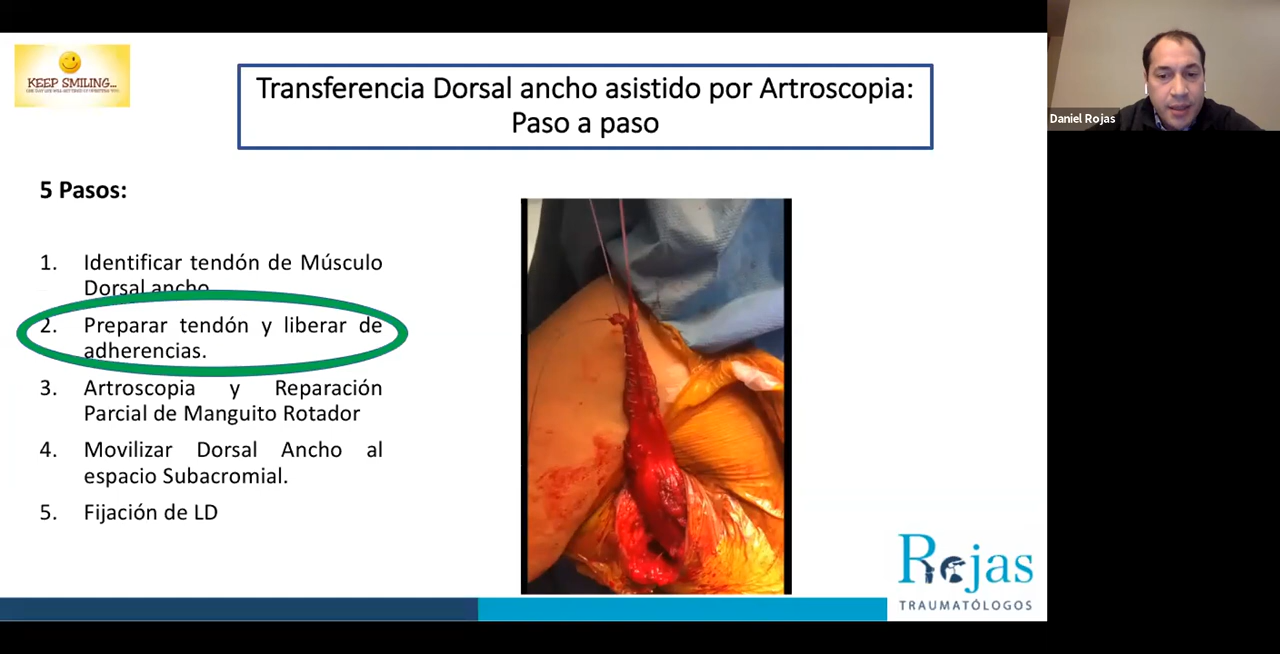 KEEP SMILING...
Transferencia Dorsal ancho asistido por Artroscopia:
Paso a paso
Daniel Rojas
5 Pasos:
1. Identificar tendón de Músculo
Dorsal ancho
2. Preparar tendón y liberar de
adherencias.
3. Artroscopia y Reparación
Parcial de Manguito Rotador
4. Movilizar Dorsal Ancho al
espacio Subacromial.
5. Fijación de LD
Rojas
TRAUMATÓLOGOS